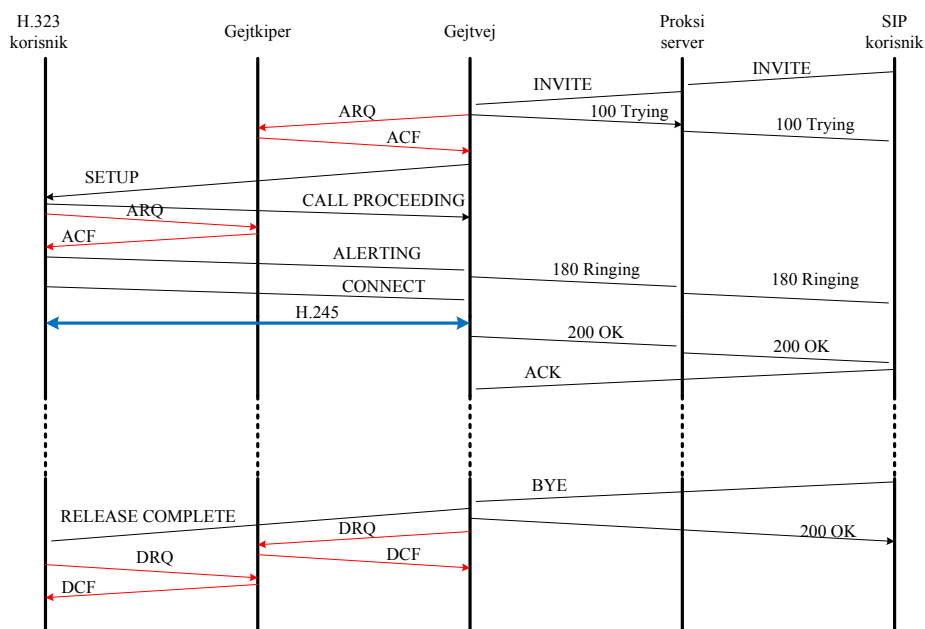 H.323
korisnik
Gejtkiper
Gejtvej
Proksi
server
SIP
korisnik
INVITE
INVITE
ARQ
100 Trying
100 Trying
ACF
SETUP
CALL PROCEEDING
ARQ
ACF
ALERTING
180 Ringing
180 Ringing
CONNECT
H.245
200 OK
200 OK
ACK
BYE
RELEASE COMPLETE
DRQ
200 OK
DRQ
DCF
DCF